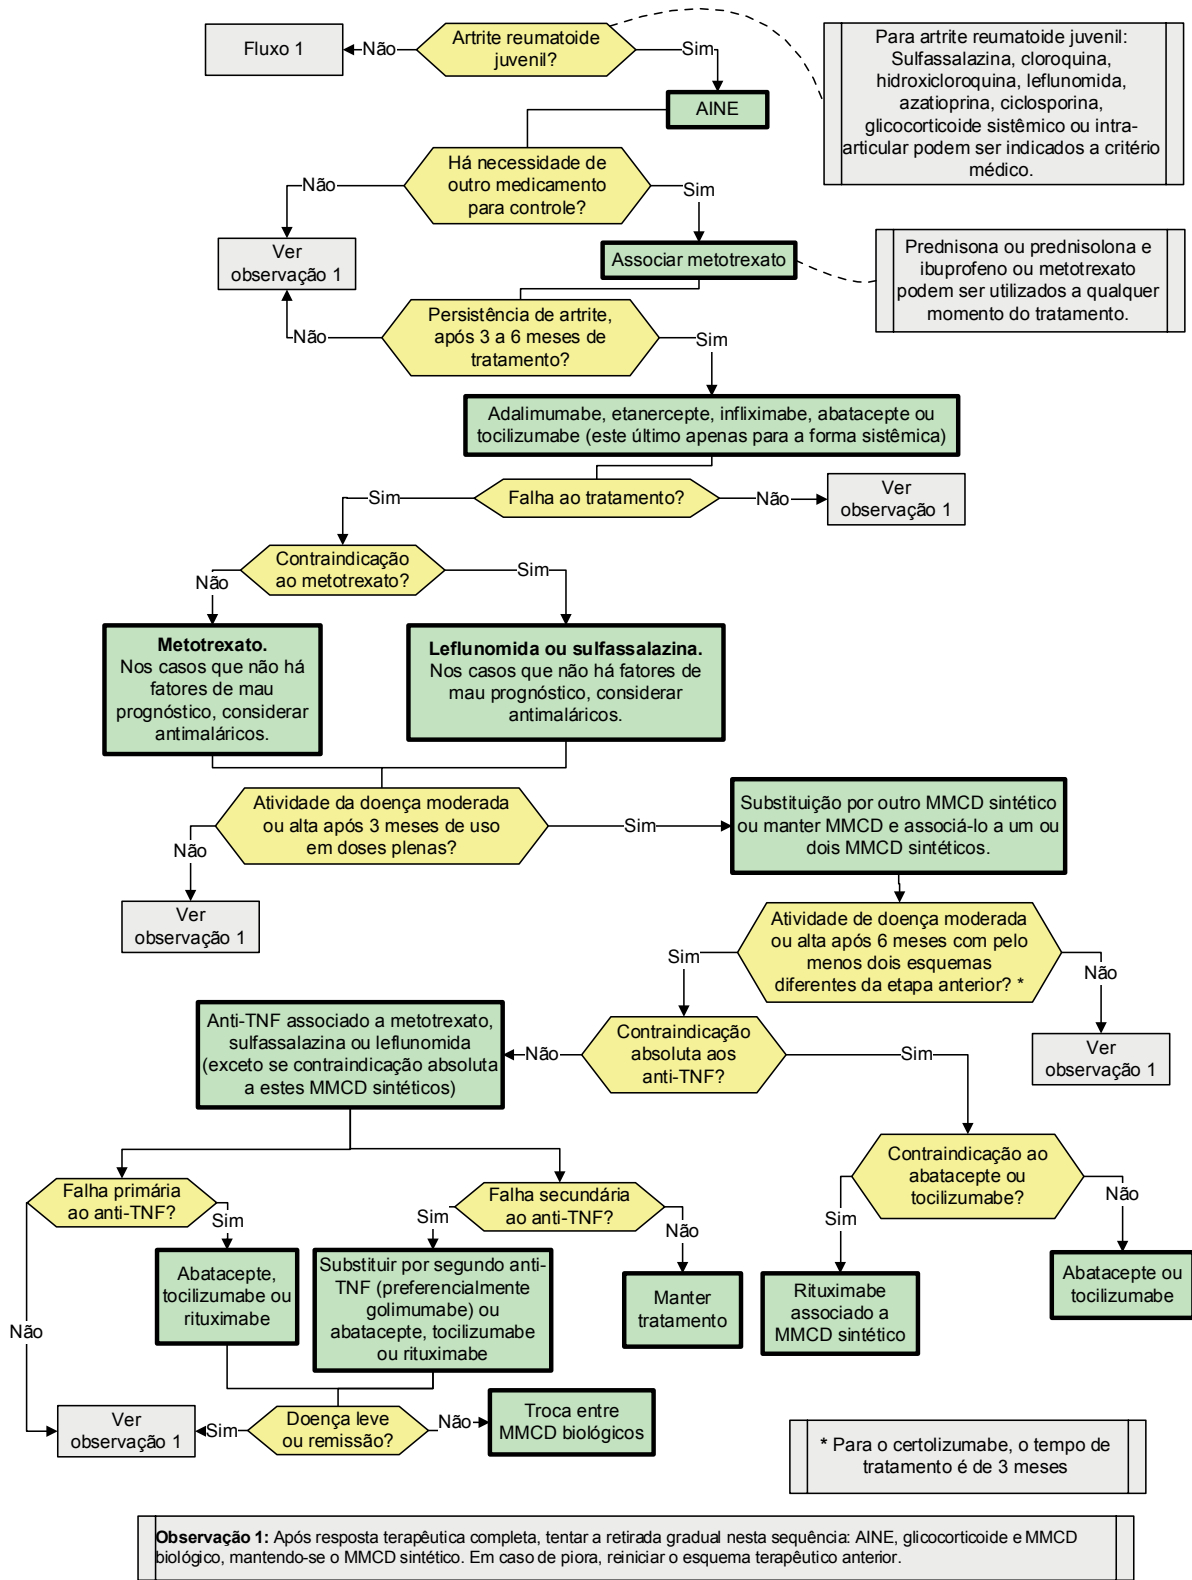 Fluxo 1
Não
Artrite reumatoide
juvenil?
Sim
Para artrite reumatoide juvenil:
Sulfassalazina, cloroquina,
hidroxicloroquina, leflunomida,
azatioprina, ciclosporina,
glicocorticoide sistêmico ou intra-
articular podem ser indicados a critério
médico.
AINE
Há necessidade de
outro medicamento
para controle?
Não
Sim
Ver
observação 1
Associar metotrexato
Prednisona ou prednisolona e
ibuprofeno ou metotrexato
podem ser utilizados a qualquer
momento do tratamento.
Persistência de artrite,
após 3 a 6 meses de
tratamento?
Não
Sim
Adalimumabe, etanercepte, infliximabe, abatacepte ou
tocilizumabe (este último apenas para a forma sistêmica)
Sim
Falha ao tratamento?
Não
Ver
observação 1
Contraindicação
ao metotrexato?
Não
Sim
Metotrexato.
Nos casos que não há
fatores de mau
prognóstico, considerar
antimaláricos.
Leflunomida ou sulfassalazina.
Nos casos que não há fatores de
mau prognóstico, considerar
antimaláricos.
Atividade da doença moderada
ou alta após 3 meses de uso
em doses plenas?
Não
Sim
Substituição por outro MMCD sintético
ou manter MMCD e associá-lo a um ou
dois MMCD sintéticos.
Ver
observação 1
Atividade de doença moderada
ou alta após 6 meses com pelo
menos dois esquemas
diferentes da etapa anterior? *
Sim
Não
Ver
observação 1
Anti-TNF associado a metotrexato,
sulfassalazina ou leflunomida
(exceto se contraindicação absoluta
a estes MMCD sintéticos)
Não
Contraindicação
absoluta aos
anti-TNF?
Sim
Contraindicação ao
abatacepte ou
tocilizumabe?
Sim
Não
Falha primária
ao anti-TNF?
Sim
Não
Falha secundária
ao anti-TNF?
Sim
Não
Abatacepte,
tocilizumabe ou
rituximabe
Substituir por segundo anti-
TNF (preferencialmente
golimumabe) ou
abatacepte, tocilizumabe
ou rituximabe
Manter
tratamento
Rituximabe
associado a
MMCD sintético
Abatacepte ou
tocilizumabe
Ver
observação 1
Sim
Doença leve
ou remissão?
Não
Troca entre
MMCD biológicos
* Para o certolizumabe, o tempo de
tratamento é de 3 meses
Observação 1: Após resposta terapêutica completa, tentar a retirada gradual nesta sequência: AINE, glicocorticoide e MMCD
biológico, mantendo-se o MMCD sintético. Em caso de piora, reiniciar o esquema terapêutico anterior.